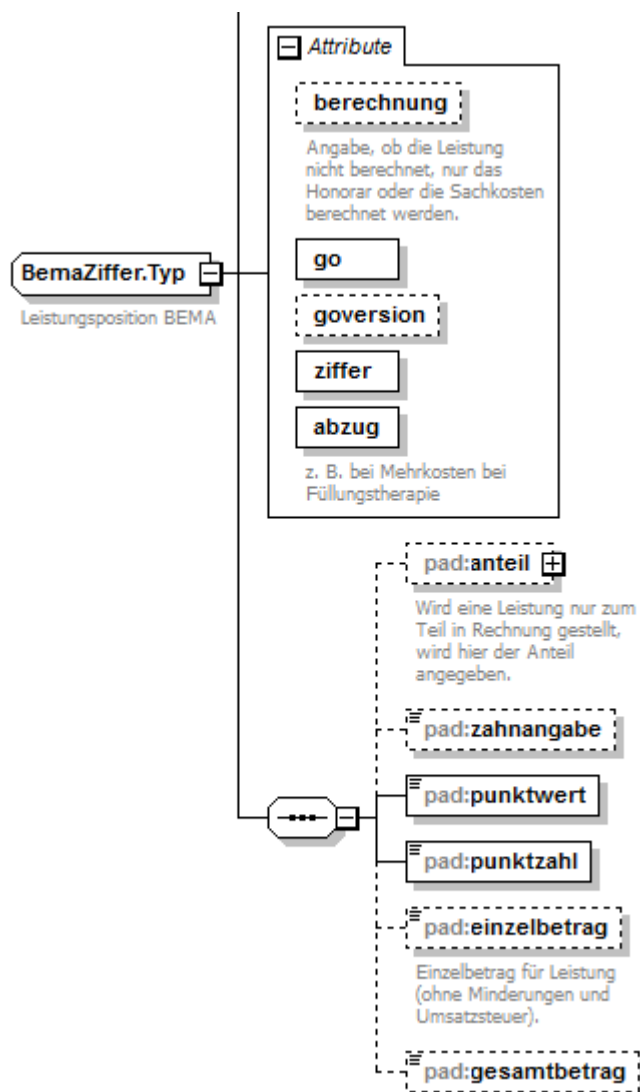 Attribute
berechnung
Angabe, ob die Leistung
nicht berechnet, nur das
Honorar oder die Sachkosten
berechnet werden.
BemaZiffer.Typ
Leistungsposition BEMA
go
goversion
ziffer
abzug
z. B. bei Mehrkosten bei
Füllungstherapie
pad:anteil
Wird eine Leistung nur zum
Teil in Rechnung gestellt,
wird hier der Anteil
angegeben.
pad:zahnangabe
pad:punktwert
pad:punktzahl
pad:einzelbetrag
Einzelbetrag für Leistung
(ohne Minderungen und
Umsatzsteuer).
pad:gesamtbetrag